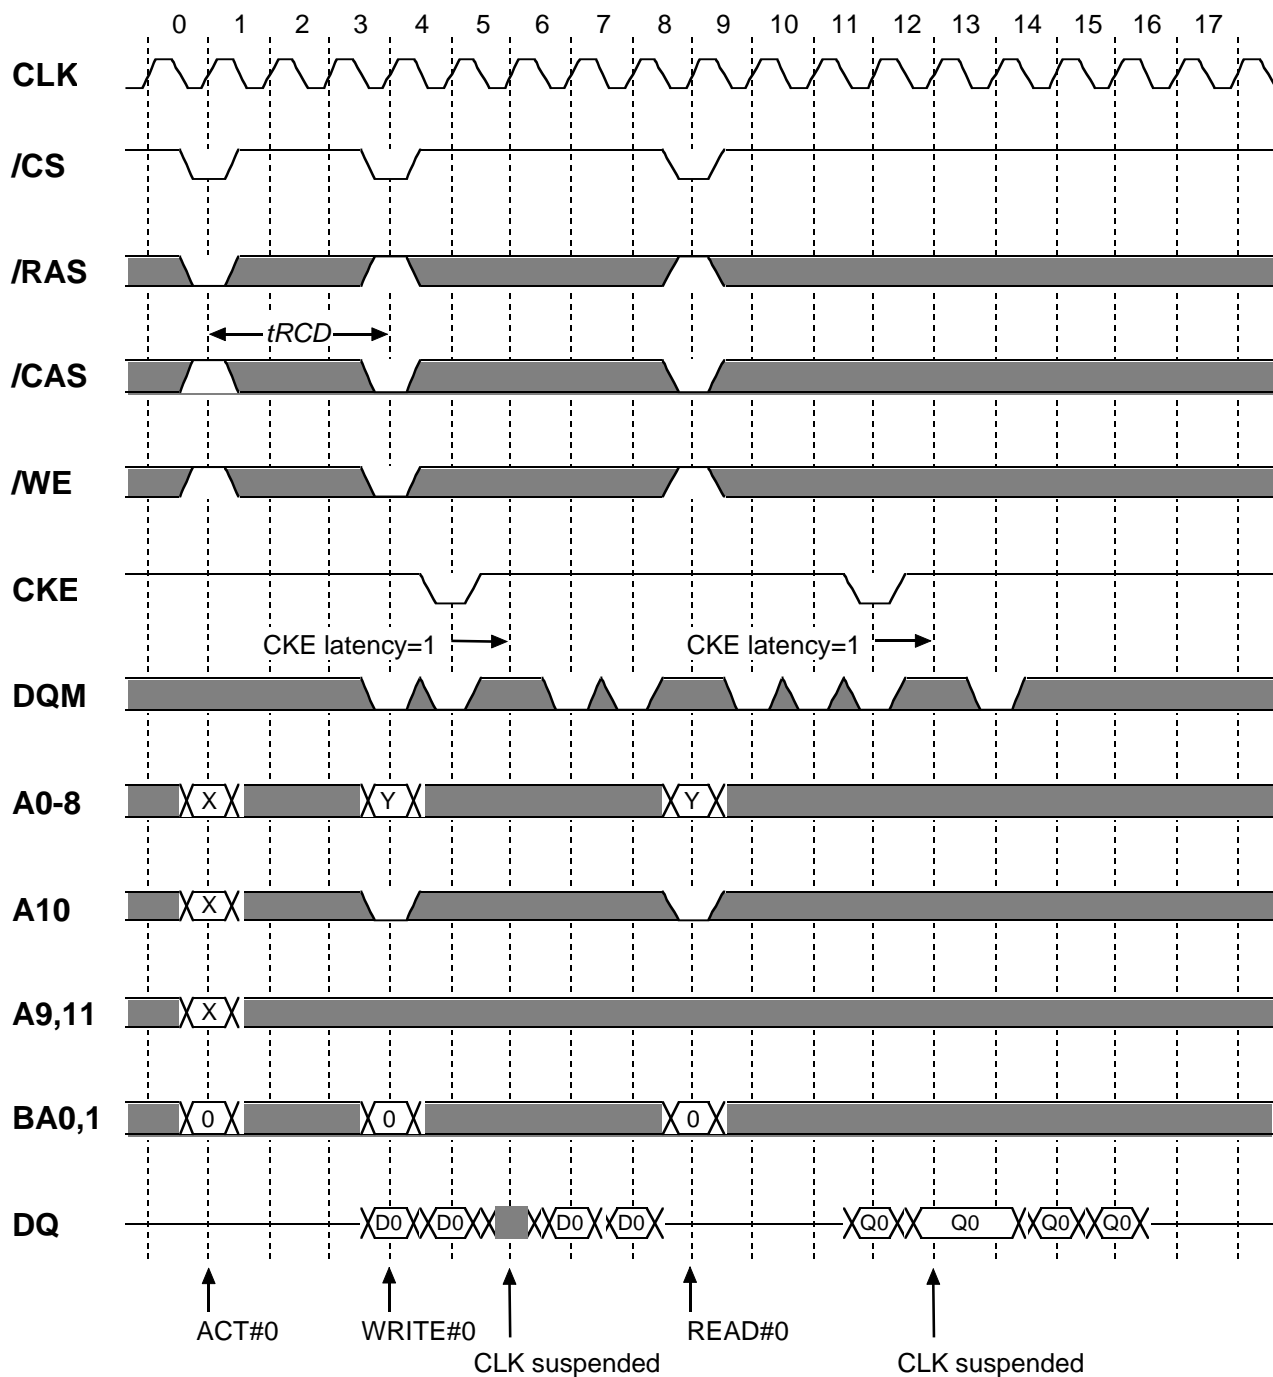 0 1 2 3 4 5 6 7 8 9 10 11 12 13 14 15 16 17
CLK
/CS
/RAS
tRCD
/CAS
/WE
CKE
CKE latency=1 CKE latency=1
DQM
A0-8 X Y Y
A10 X
A9,11 X
BA0,1 0 0 0
DQ D0 D0 D0 D0 Q0 Q0 Q0 Q0
ACT#0 WRITE#0 READ#0
CLK suspended CLK suspended